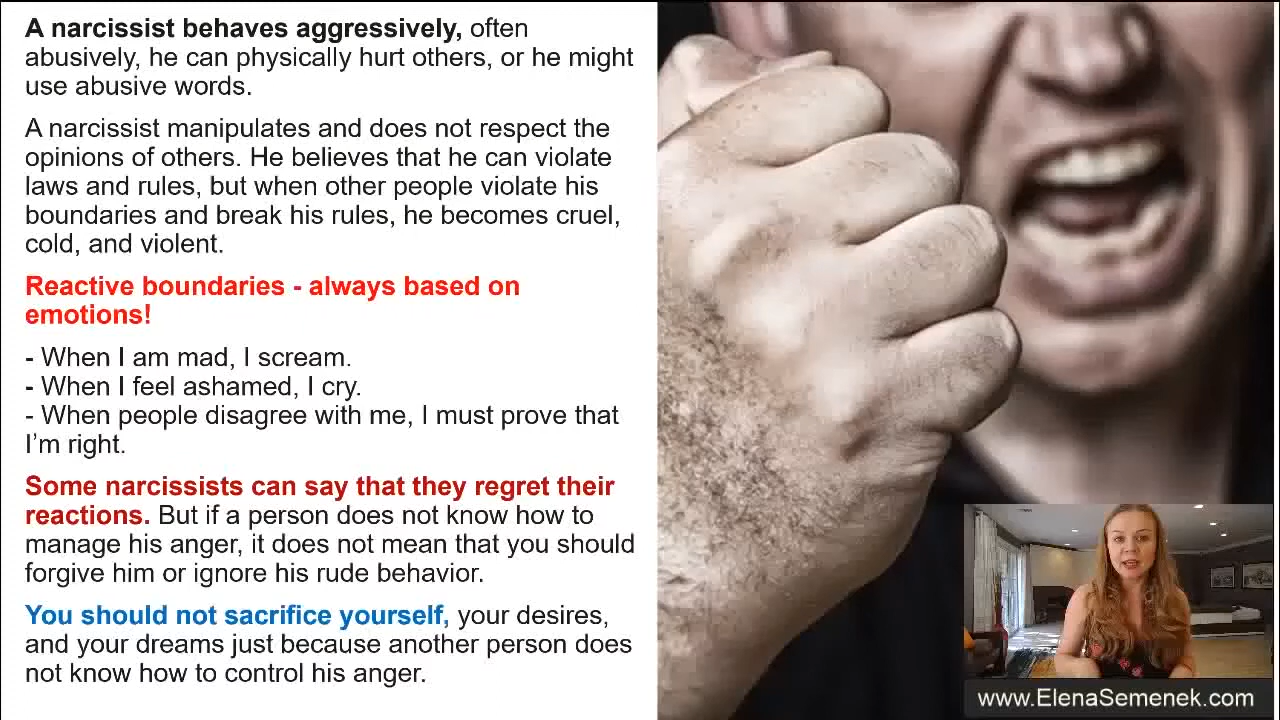 A narcissist behaves aggressively, often
abusively, he can physically hurt others, or he might
use abusive words.
A narcissist manipulates and does not respect the
opinions of others. He believes that he can violate
laws and rules, but when other people violate his
boundaries and break his rules, he becomes cruel,
cold, and violent.
Reactive boundaries - always based on
emotions!
- When I am mad, I scream.
- When I feel ashamed, I cry.
- When people disagree with me, I must prove that
I’m right.
Some narcissists can say that they regret their
reactions. But if a person does not know how to
manage his anger, it does not mean that you should
forgive him or ignore his rude behavior.
You should not sacrifice yourself, your desires,
and your dreams just because another person does
not know how to control his anger.
www.ElenaSemenek.com